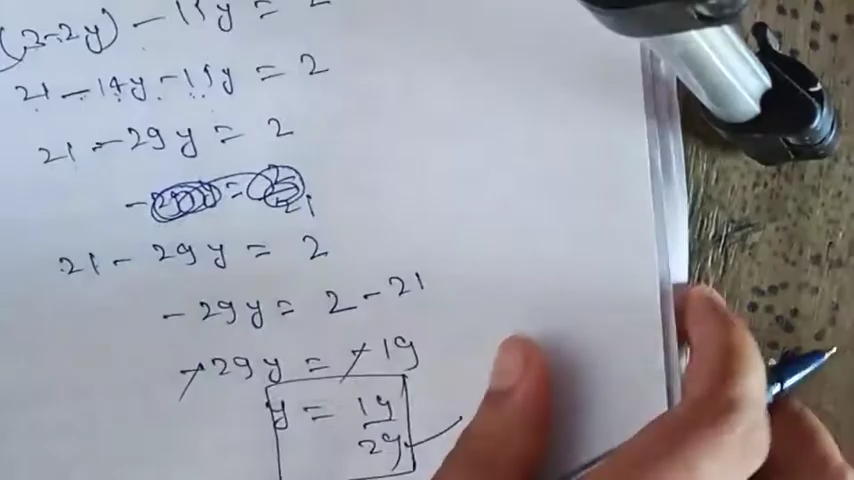 (3-2y) - 15y = 2
21 - 14y - 15y = 2
21 - 29y = 2
21 - 29y = 2
- 29y = 2 - 21
- 29y = - 19
y = 19/29